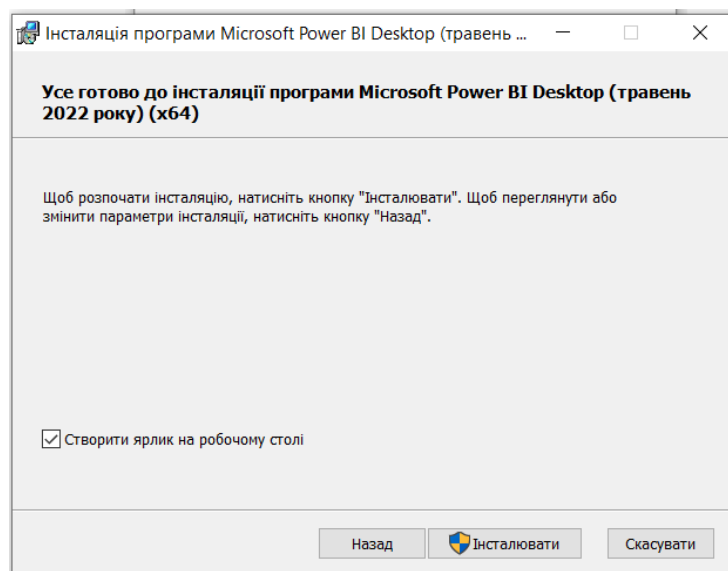 Інсталяція програми Microsoft Power BI Desktop (травень ...
Усе готово до інсталяції програми Microsoft Power BI Desktop (травень
2022 року) (x64)
Щоб розпочати інсталяцію, натисніть кнопку "Інсталювати". Щоб переглянути або
змінити параметри інсталяції, натисніть кнопку "Назад".
Створити ярлик на робочому столі
Назад Інсталювати Скасувати